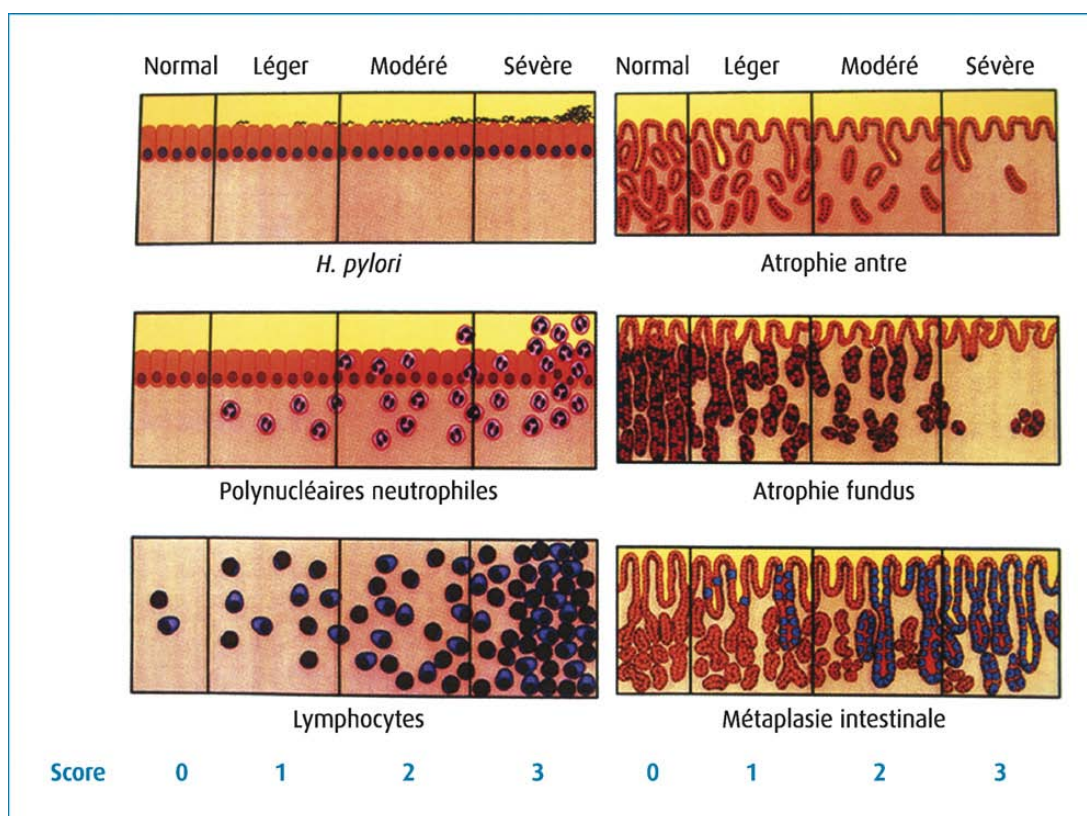 Normal Léger Modéré Sévère Normal Léger Modéré Sévère
H. pylori Atrophie antre
Polynucléaires neutrophiles Atrophie fundus
Lymphocytes Métaplasie intestinale
Score 0 1 2 3 0 1 2 3